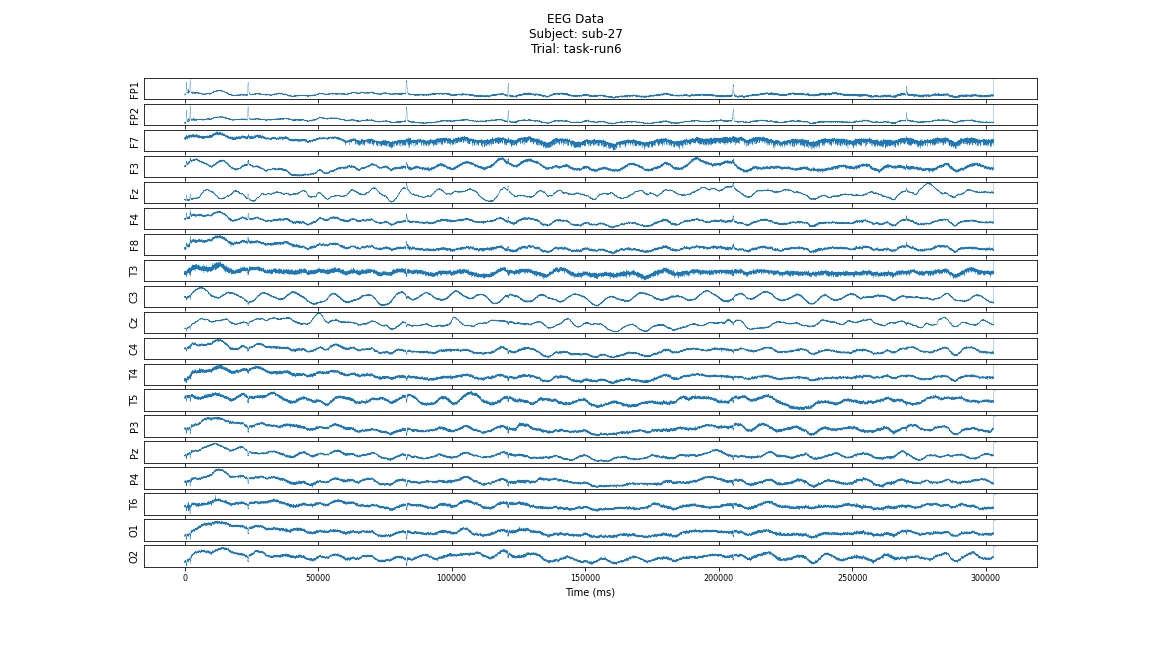 EEG Data
Subject: sub-27
Trial: task-run6
FP1
FP2
F7
F3
Fz
F4
F8
T3
C3
Cz
C4
T4
T5
P3
Pz
P4
T6
O1
O2
0 50000 100000 150000 200000 250000 300000
Time (ms)